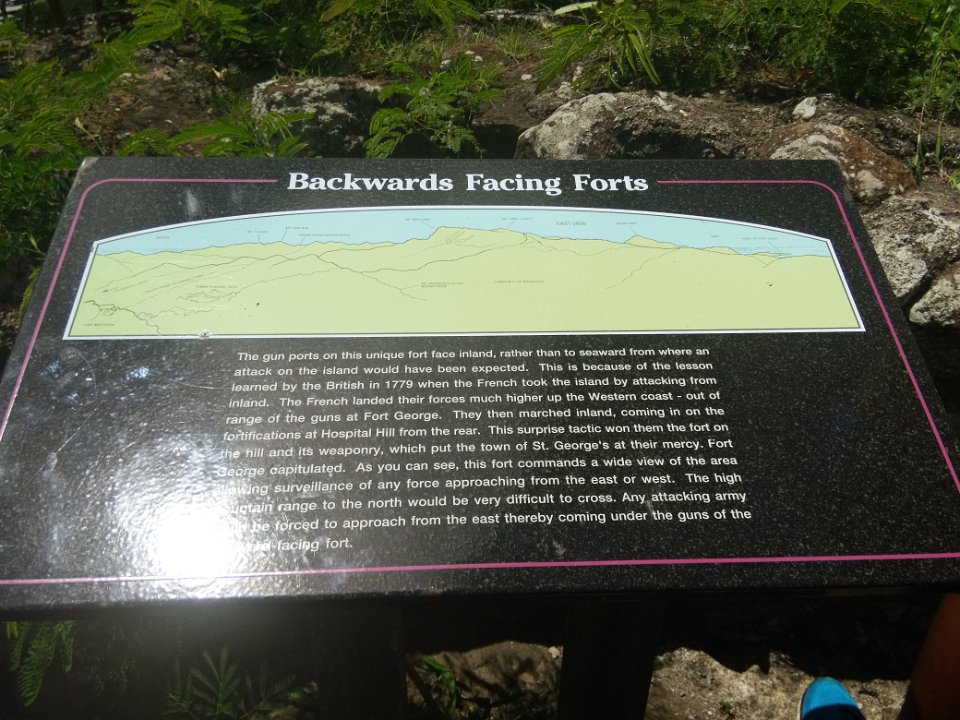 Backwards Facing Forts
EAST VIEW
The gun ports on this unique fort face inland, rather than to seaward from where an
attack on the island would have been expected. This is because of the lesson
learned by the British in 1779 when the French took the island by attacking from
inland. The French landed their forces much higher up the Western coast - out of
range of the guns at Fort George. They then marched inland, coming in on the
fortifications at Hospital Hill from the rear. This surprise tactic won them the fort on
the hill and its weaponry, which put the town of St. George's at their mercy. Fort
George capitulated. As you can see, this fort commands a wide view of the area
surveillance of any force approaching from the east or west. The high
range to the north would be very difficult to cross. Any attacking army
be forced to approach from the east thereby coming under the guns of the
facing fort.